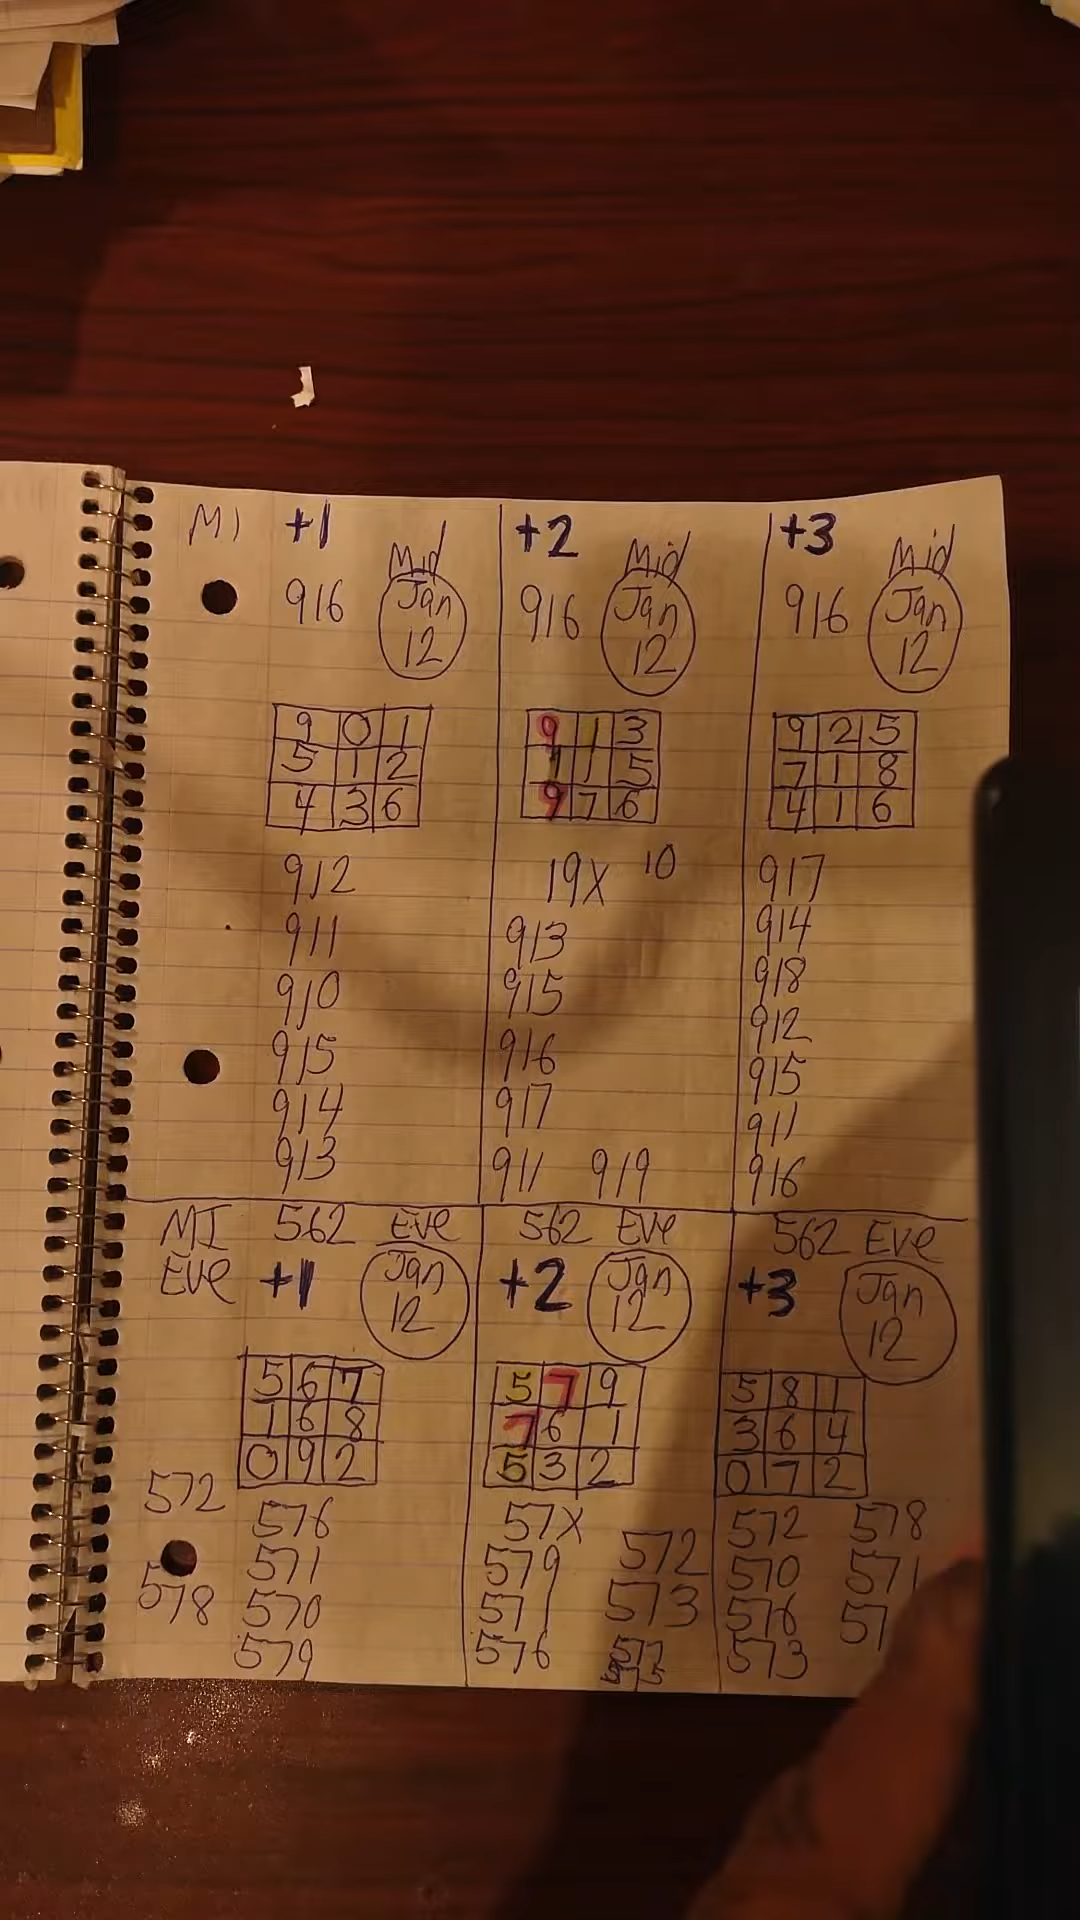 MI +1 Mid
916 Jan
12
9 0 1
5 1 2
4 3 6
912
911
910
915
914
913
+2 Mid
916 Jan
12
9 1 3
1 1 5
9 7 6
19X 10
913
915
916
917
911 919
+3 Mid
916 Jan
12
9 2 5
7 1 8
4 1 6
917
914
918
912
915
911
916
MI 562 Eve
Eve +1 Jan
12
5 6 7
1 6 8
0 9 2
572 576
571
578 570
579
562 Eve
+2 Jan
12
5 7 9
7 6 1
5 3 2
57X
579 572
571 573
576
562 Eve
+3 Jan
12
5 8 1
3 6 4
0 7 2
572 578
570 571
576 57
573